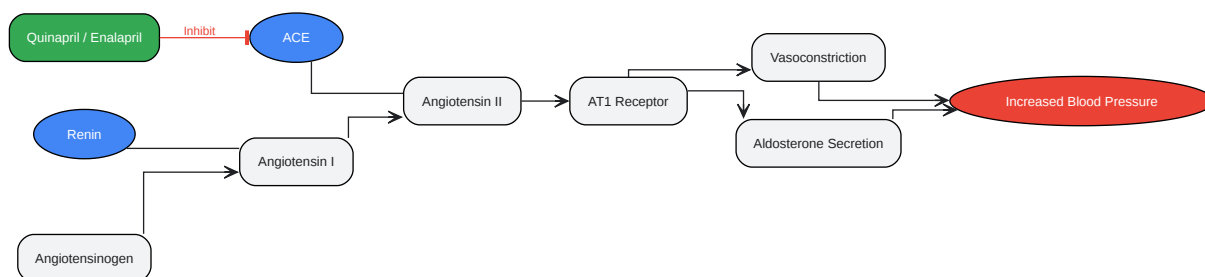 Quinapril / Enalapril
Inhibit
ACE
Vasoconstriction
Angiotensin II
AT1 Receptor
Increased Blood Pressure
Renin
Aldosterone Secretion
Angiotensin I
Angiotensinogen